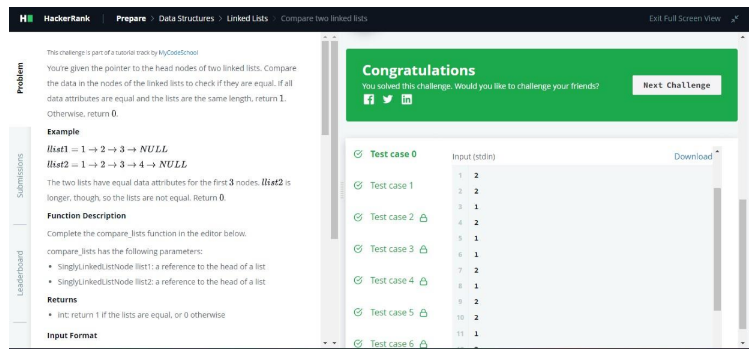 HackerRank Prepare > Data Structures > Linked Lists > Compare two linked lists Exit Full Screen View
Problem
Submissions
Leaderboard
This challenge is part of a tutorial track by MyCodeSchool
You're given the pointer to the head nodes of two linked lists. Compare
the data in the nodes of the linked lists to check if they are equal. If all
data attributes are equal and the lists are the same length, return 1.
Otherwise, return 0.
Example
llist1 = 1 → 2 → 3 → NULL
llist2 = 1 → 2 → 3 → 4 → NULL
The two lists have equal data attributes for the first 3 nodes. llist2 is
longer, though, so the lists are not equal. Return 0.
Function Description
Complete the compare_lists function in the editor below.
compare_lists has the following parameters:
• SinglyLinkedListNode llist1: a reference to the head of a list
• SinglyLinkedListNode llist2: a reference to the head of a list
Returns
• int: return 1 if the lists are equal, or 0 otherwise
Input Format
Congratulations
You solved this challenge. Would you like to challenge your friends?
Next Challenge
Test case 0
Test case 1
Test case 2
Test case 3
Test case 4
Test case 5
Test case 6
Input (stdin) Download
1 2
2 2
3 1
4 2
5 1
6 1
7 2
8 1
9 2
10 2
11 1